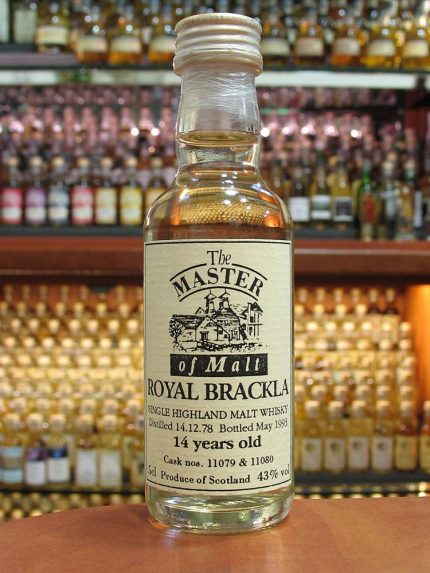 The
MASTER
of Malt
ROYAL BRACKLA
SINGLE HIGHLAND MALT WHISKY
Distilled 14.12.78 Bottled May 1993
14 years old
Cask nos. 11079 & 11080
5cl Produce of Scotland 43% vol